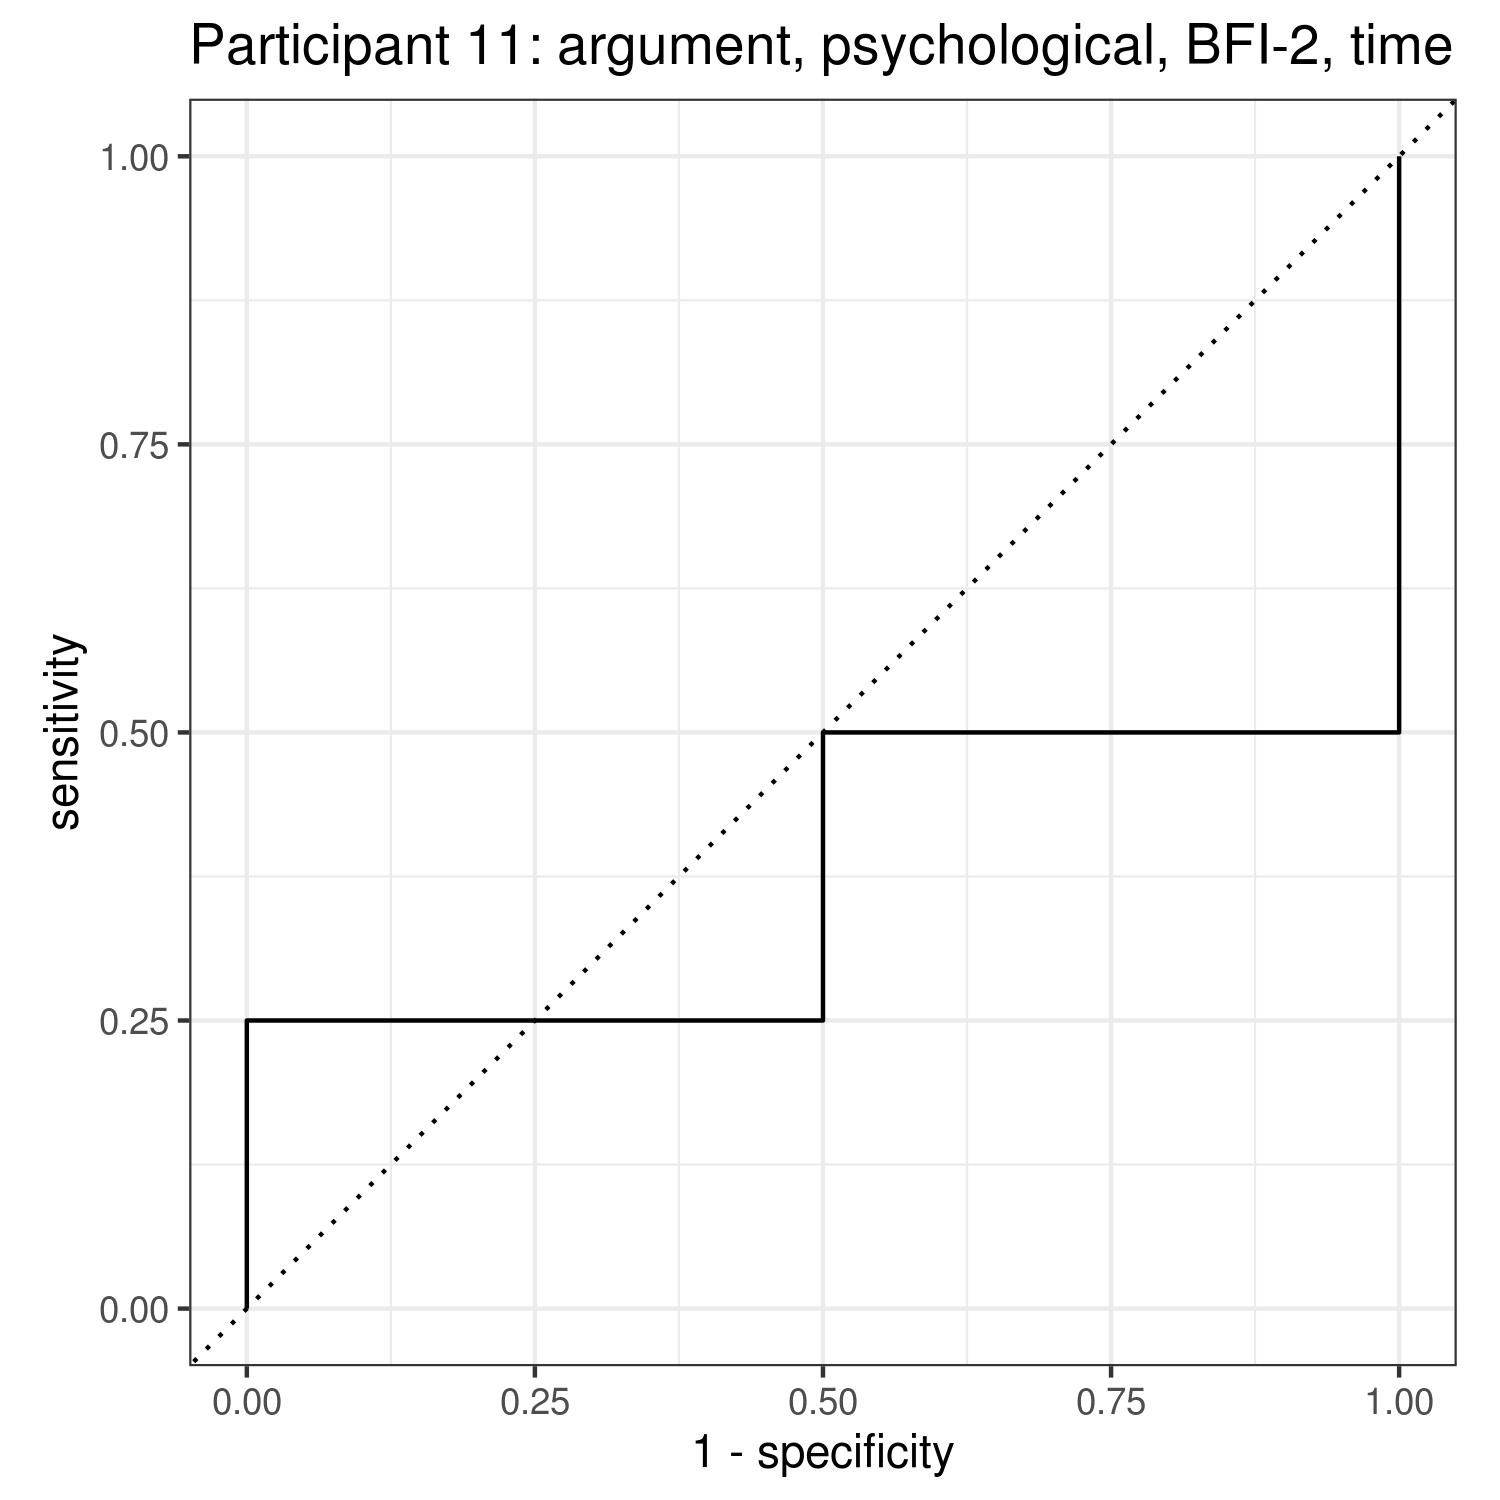 Participant 11: argument, psychological, BFI-2, time
1.00
0.75
0.50
0.25
0.00
sensitivity
0.00 0.25 0.50 0.75 1.00
1 - specificity